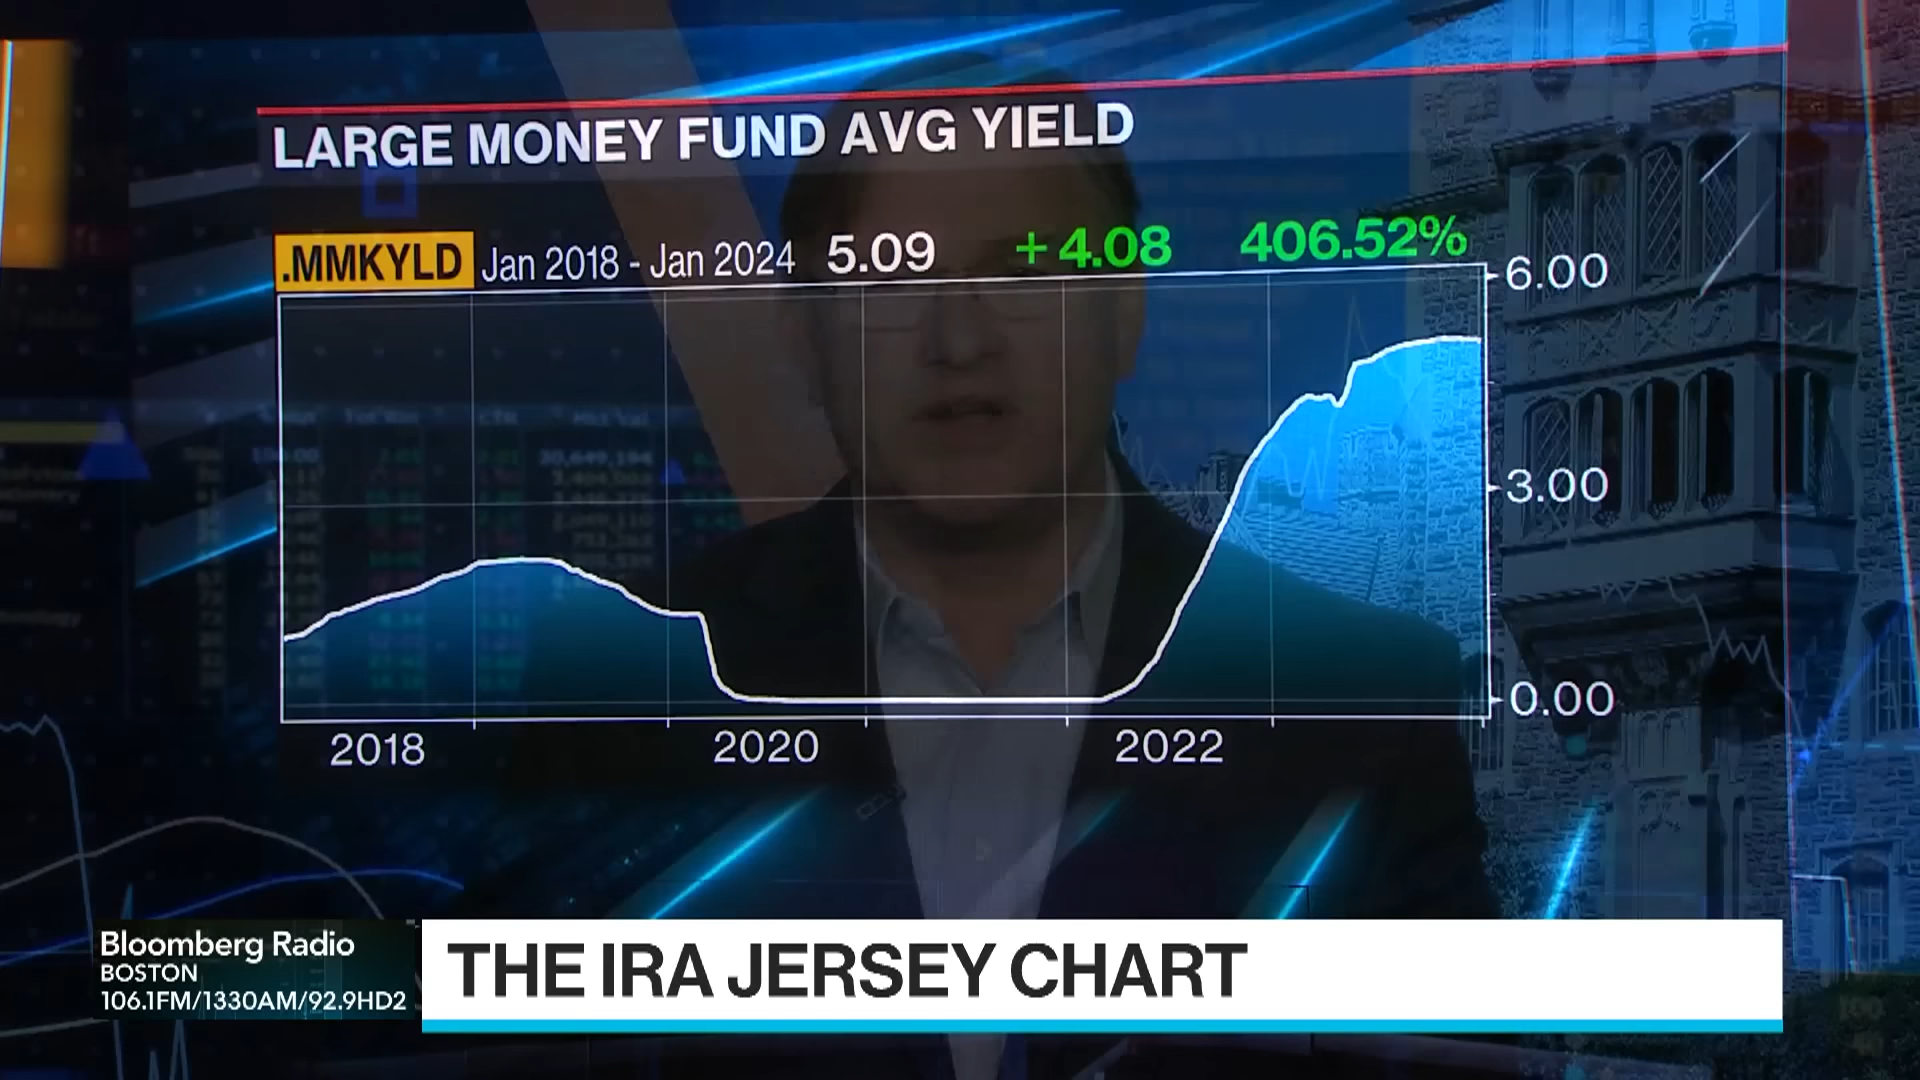 LARGE MONEY FUND AVG YIELD
.MMKYLD Jan 2018 - Jan 2024 5.09 +4.08 406.52%
6.00
3.00
0.00
2018 2020 2022
Bloomberg Radio
BOSTON
106.1FM/1330AM/92.9HD2
THE IRA JERSEY CHART